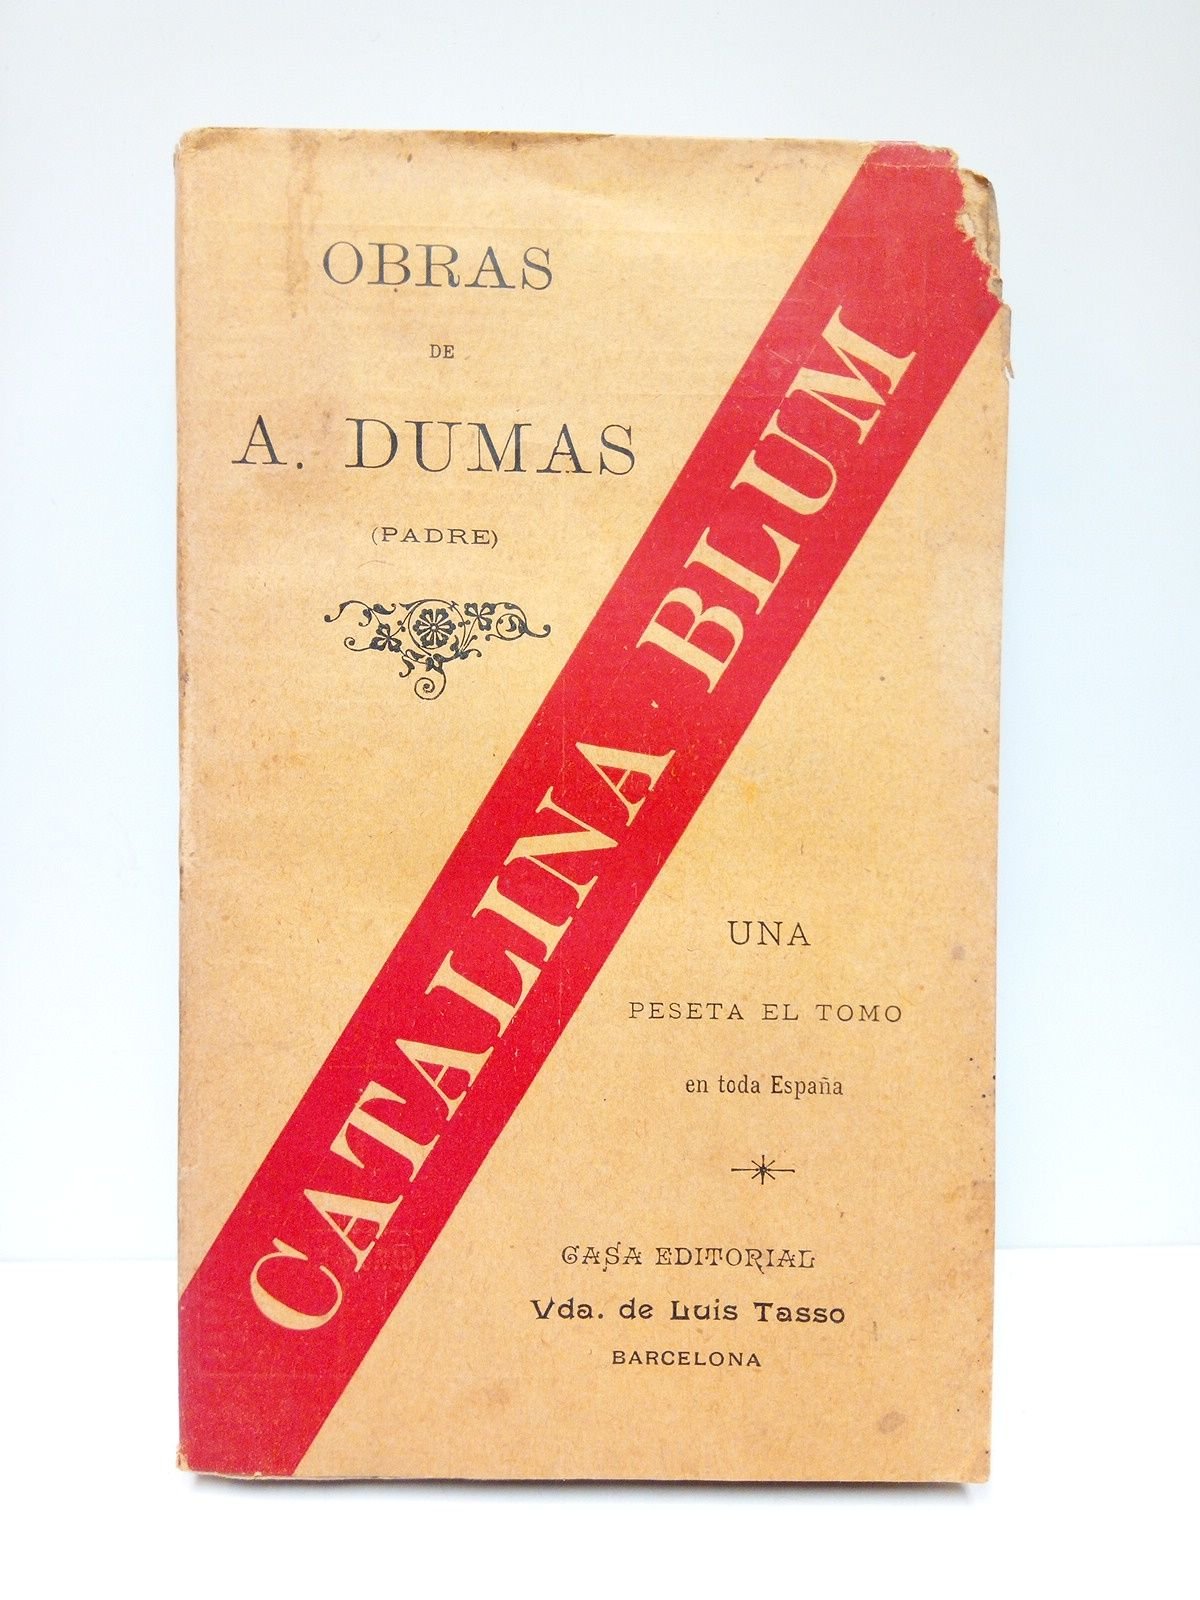 OBRAS
DE
A. DUMAS
(PADRE)
CATALINA · BLUM
UNA
PESETA EL TOMO
en toda España
CASA EDITORIAL
Vda. de Luis Tasso
BARCELONA